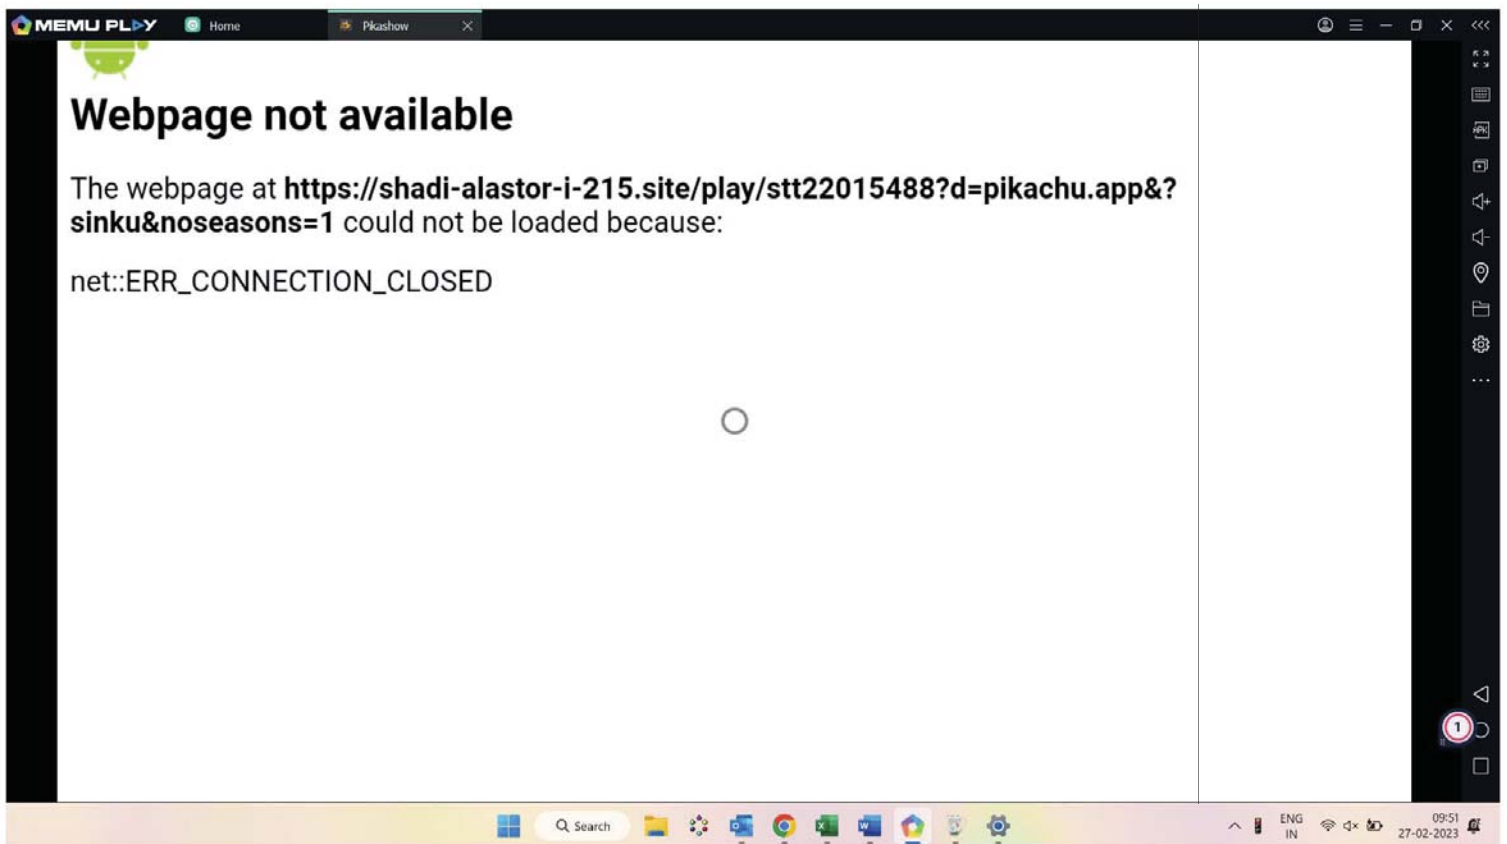 MEMU PLAY Home Pikashow
Webpage not available
The webpage at https://shadi-alastor-i-215.site/play/stt22015488?d=pikachu.app&?
sinku&noseasons=1 could not be loaded because:
net::ERR_CONNECTION_CLOSED
1
Search
ENG
IN
09:51
27-02-2023